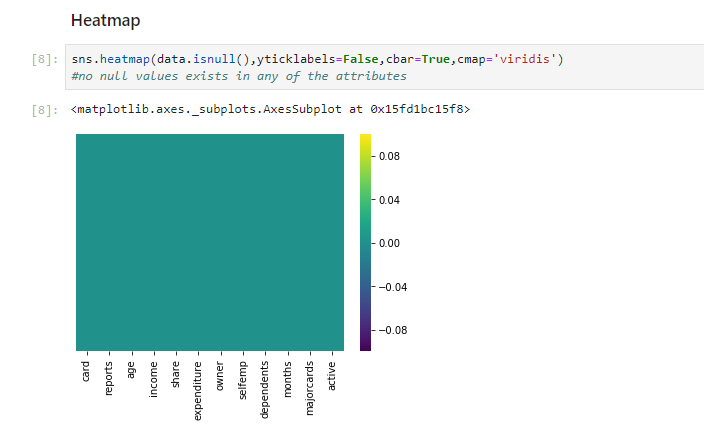 Heatmap
[8]: sns.heatmap(data.isnull(),yticklabels=False,cbar=True,cmap='viridis')
#no null values exists in any of the attributes
[8]: <matplotlib.axes._subplots.AxesSubplot at 0x15fd1bc15f8>
0.08
0.04
0.00
−0.04
−0.08
card
reports
age
income
share
expenditure
owner
selfemp
dependents
months
majorcards
active